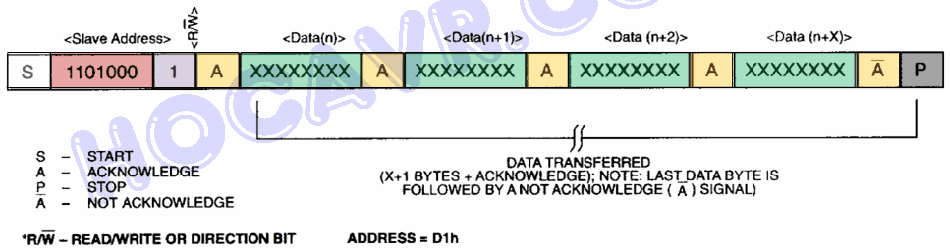 <Slave Address> <R/W̅> <Data(n)> <Data(n+1)> <Data (n+2)> <Data (n+X)>
S 1101000 1 A XXXXXXXX A XXXXXXXX A XXXXXXXX A XXXXXXXX A̅ P
S – START
A – ACKNOWLEDGE
P – STOP
A̅ – NOT ACKNOWLEDGE
DATA TRANSFERRED
(X+1 BYTES + ACKNOWLEDGE); NOTE: LAST DATA BYTE IS
FOLLOWED BY A NOT ACKNOWLEDGE ( A̅ ) SIGNAL)
*R/W̅ – READ/WRITE OR DIRECTION BIT ADDRESS = D1h
HOCAVR.CO